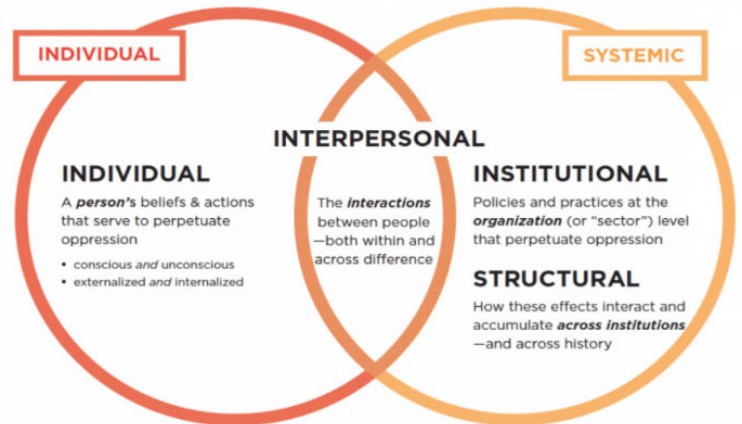 INDIVIDUAL
SYSTEMIC
INTERPERSONAL
INDIVIDUAL
A person's beliefs & actions
that serve to perpetuate
oppression
• conscious and unconscious
• externalized and internalized
The interactions
between people
—both within and
across difference
INSTITUTIONAL
Policies and practices at the
organization (or “sector”) level
that perpetuate oppression
STRUCTURAL
How these effects interact and
accumulate across institutions
—and across history